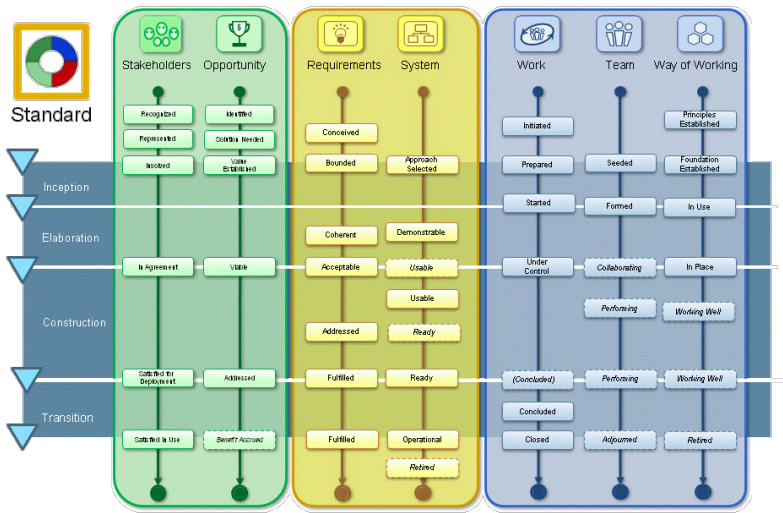 Stakeholders Opportunity Requirements System Work Team Way of Working
Standard
Recognized Identified
Principles
Established
Represented Solution Needed Conceived Initiated
Involved
Value
Established
Bounded
Approach
Selected
Prepared Seeded
Foundation
Established
Inception
Started Formed In Use
Elaboration
Coherent Demonstrable
In Agreement Viable Acceptable Usable
Under
Control
Collaborating In Place
Usable
Construction
Performing Working Well
Addressed Ready
Satisfied for
Deployment
Addressed Fulfilled Ready (Concluded) Performing Working Well
Transition
Concluded
Satisfied In Use Benefit Accrued Fulfilled Operational Closed Adjourned Retired
Retired